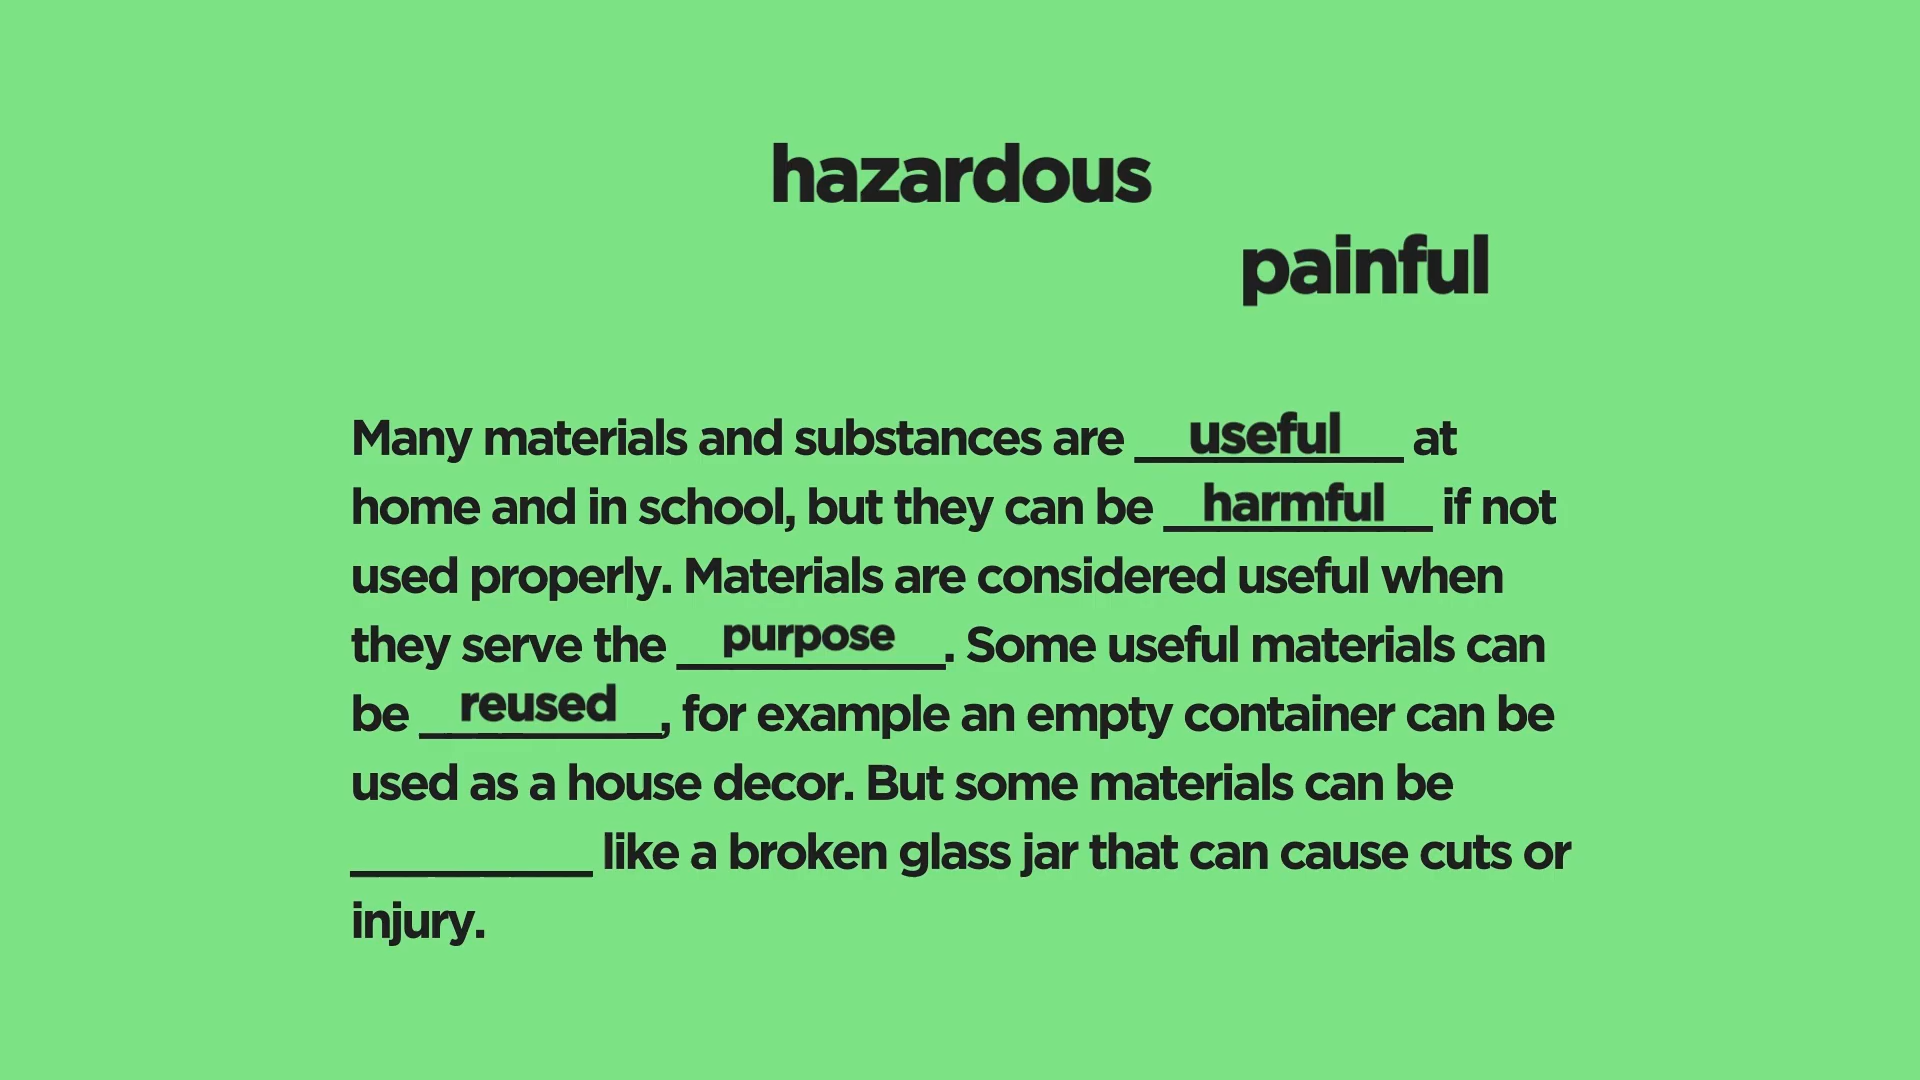 hazardous
painful
Many materials and substances are useful at
home and in school, but they can be harmful if not
used properly. Materials are considered useful when
they serve the purpose. Some useful materials can
be reused, for example an empty container can be
used as a house decor. But some materials can be
_________ like a broken glass jar that can cause cuts or
injury.